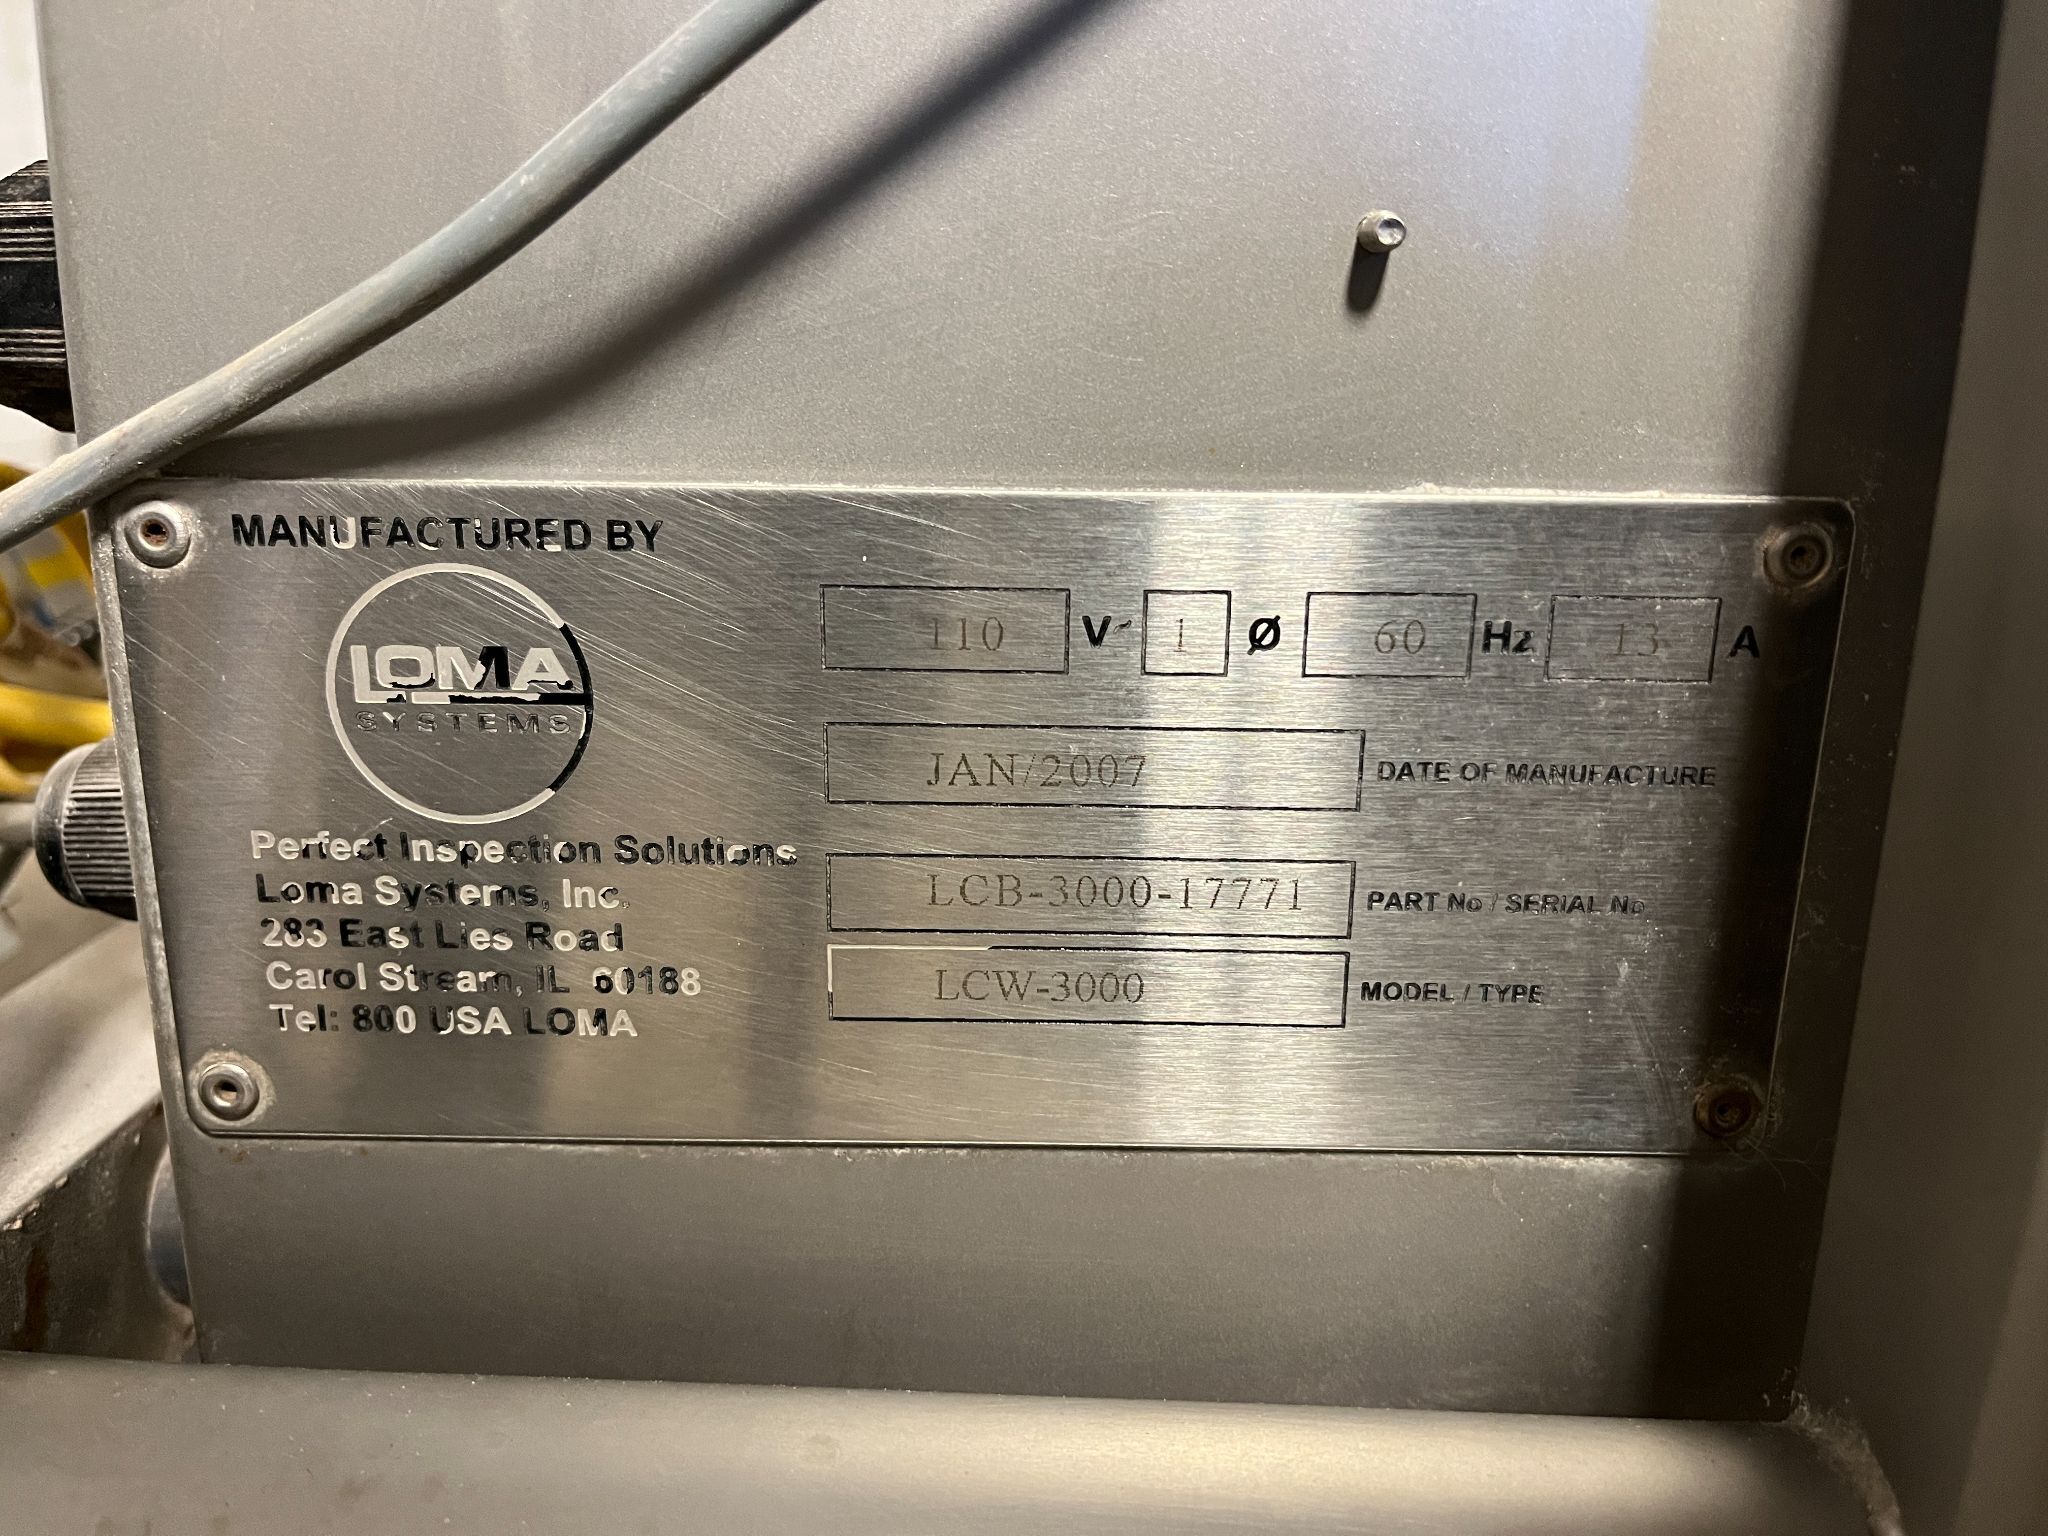 MANUFACTURED BY
LOMA
SYSTEMS
Perfect Inspection Solutions
Loma Systems, Inc.
283 East Lies Road
Carol Stream, IL 60188
Tel: 800 USA LOMA
110 V~ 1 Ø 60 Hz 13 A
JAN/2007 DATE OF MANUFACTURE
LCB-3000-17771 PART No / SERIAL No
LCW-3000 MODEL / TYPE